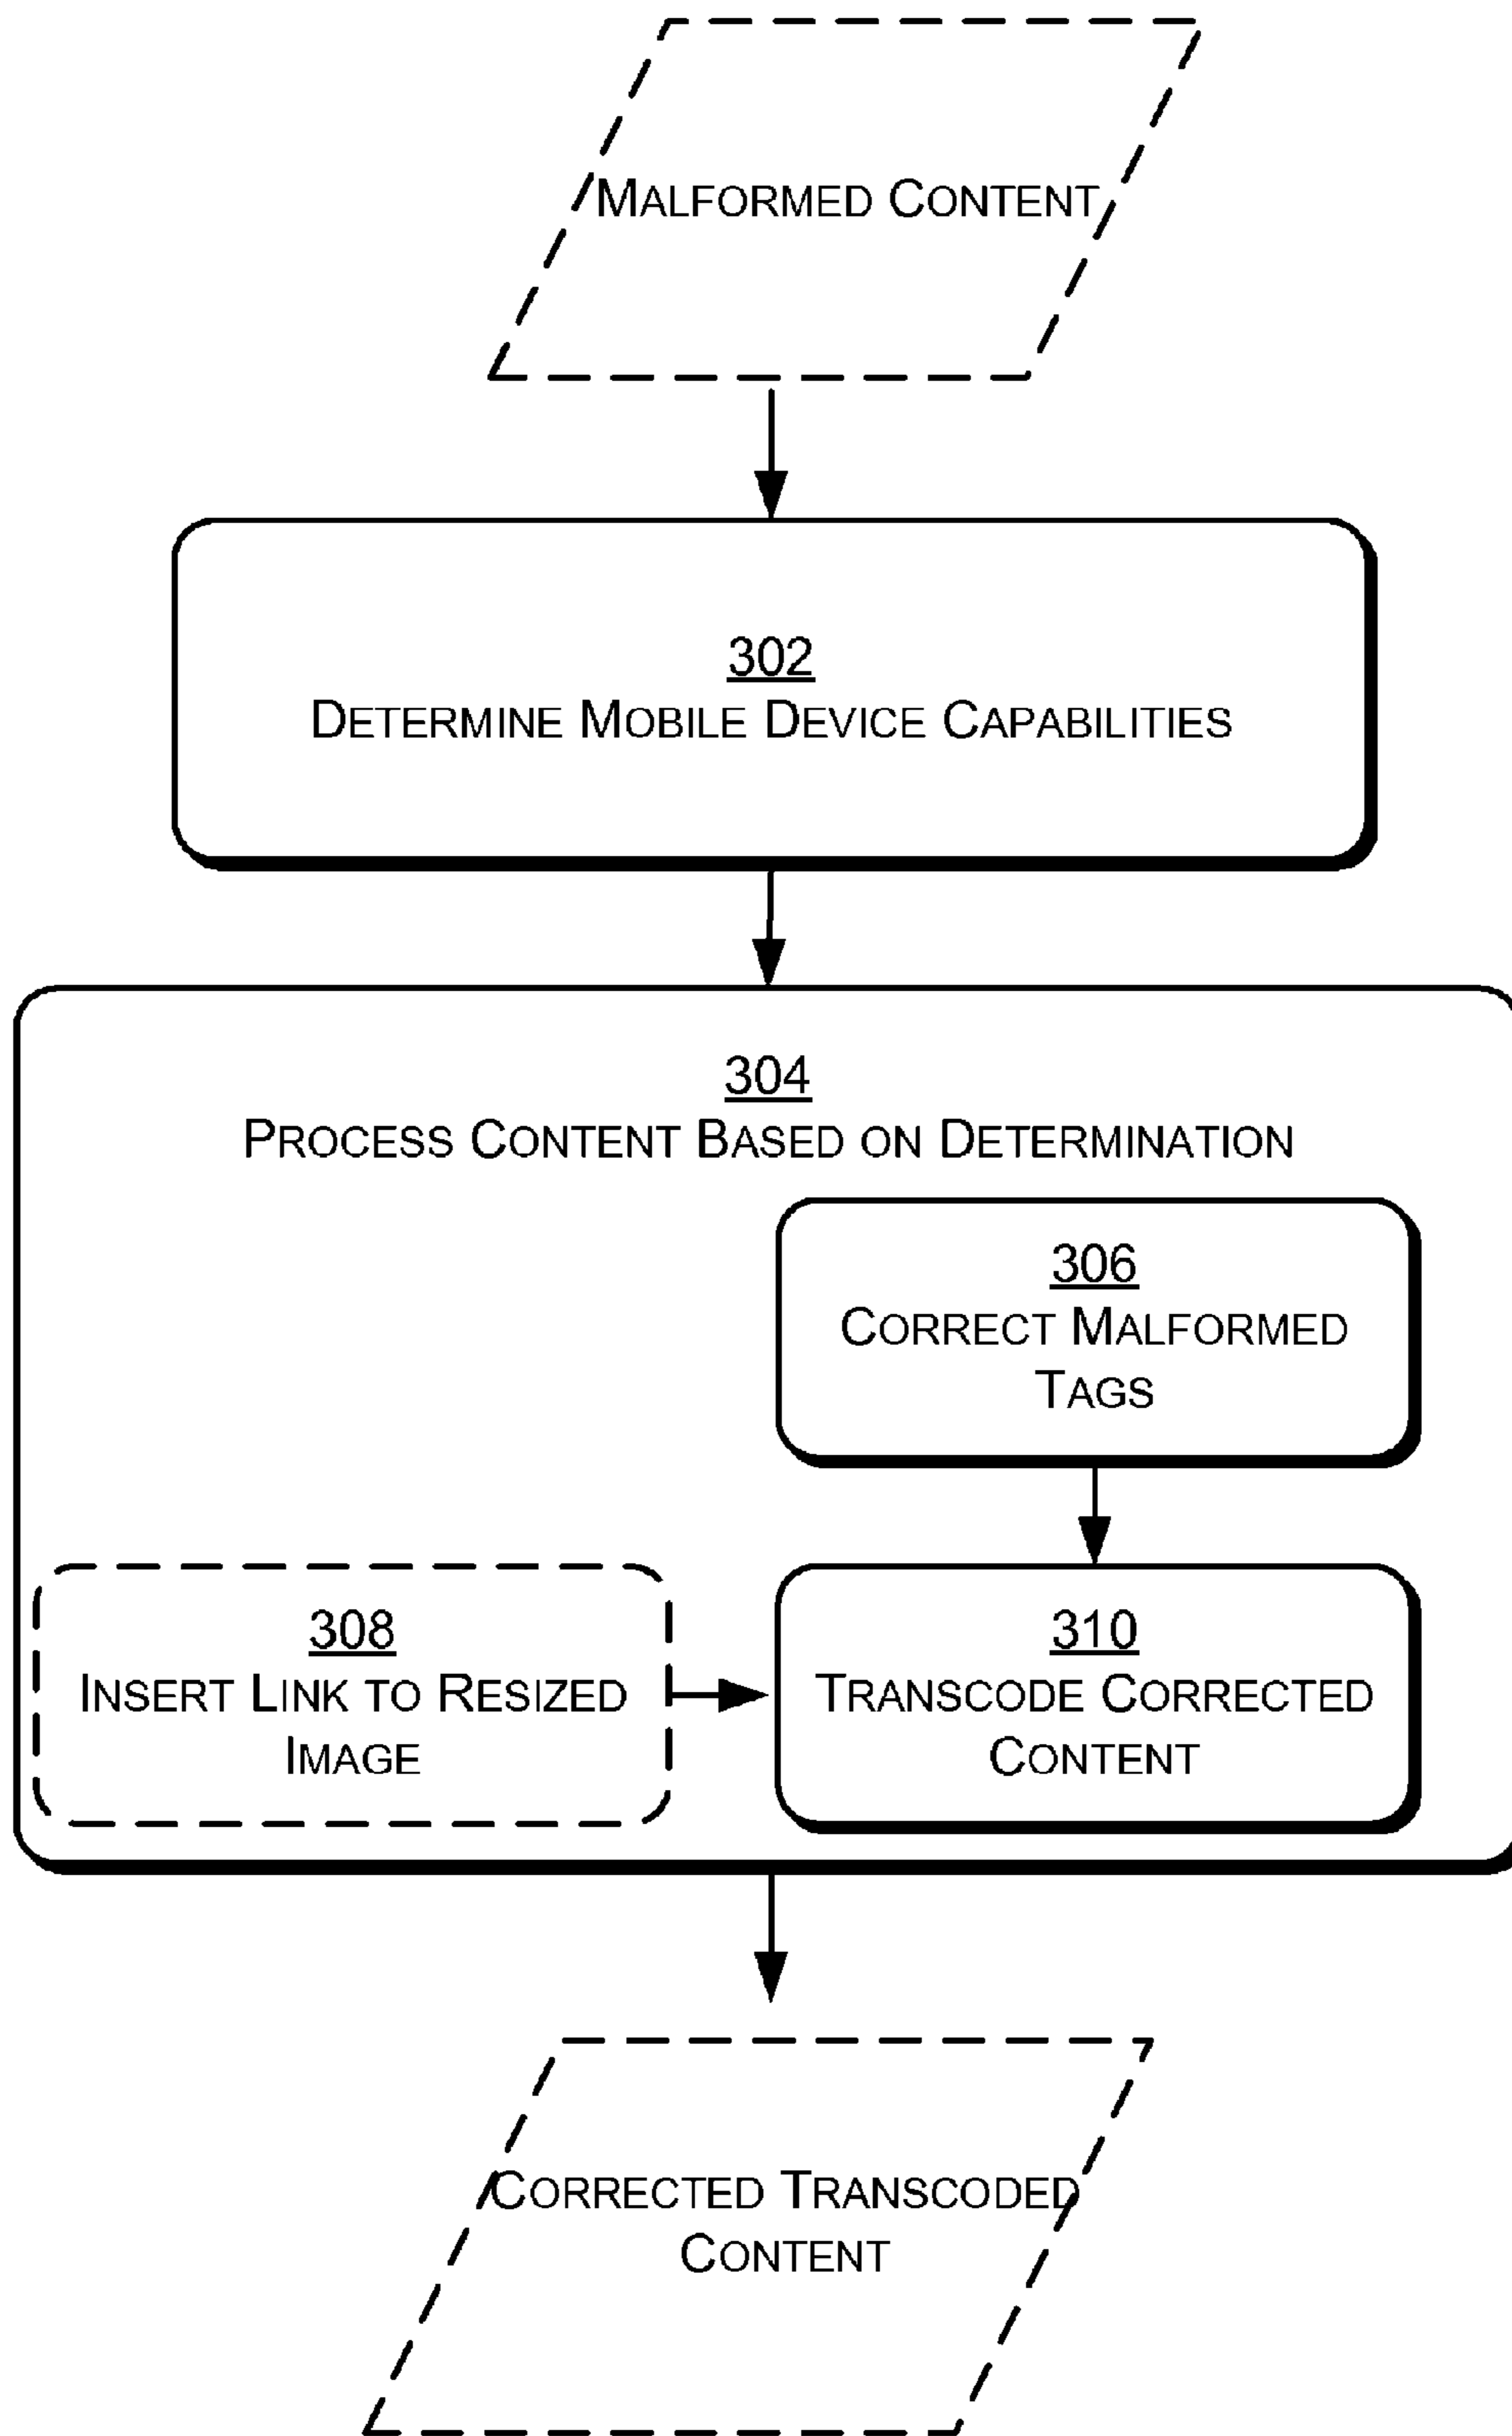 MALFORMED CONTENT
302
DETERMINE MOBILE DEVICE CAPABILITIES
304
PROCESS CONTENT BASED ON DETERMINATION
306
CORRECT MALFORMED
TAGS
308
INSERT LINK TO RESIZED
IMAGE
310
TRANSCODE CORRECTED
CONTENT
CORRECTED TRANSCODED
CONTENT